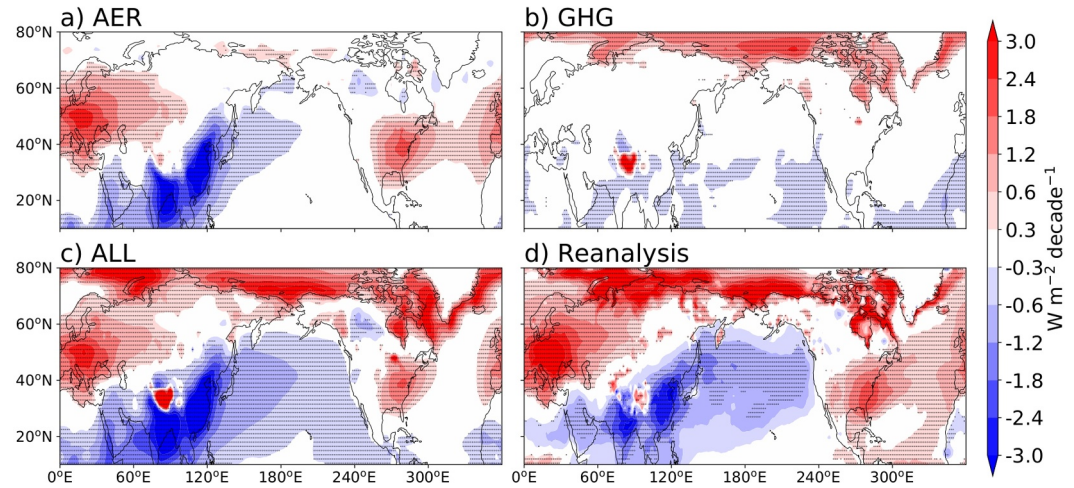 a) AER
b) GHG
80°N
60°N
40°N
20°N
c) ALL
d) Reanalysis
80°N
60°N
40°N
20°N
0°E 60°E 120°E 180°E 240°E 300°E
0°E 60°E 120°E 180°E 240°E 300°E
3.0
2.4
1.8
1.2
0.6
0.3
-0.3
-0.6
-1.2
-1.8
-2.4
-3.0
W m⁻² decade⁻¹